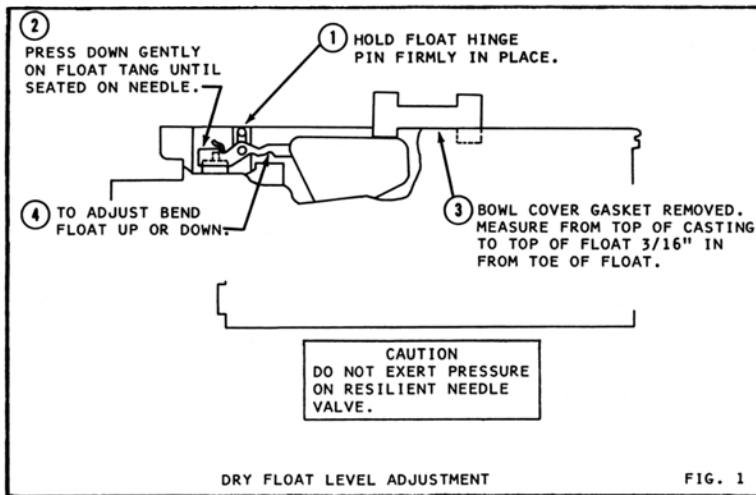 1 HOLD FLOAT HINGE
PIN FIRMLY IN PLACE.
2
PRESS DOWN GENTLY
ON FLOAT TANG UNTIL
SEATED ON NEEDLE.
3 BOWL COVER GASKET REMOVED.
MEASURE FROM TOP OF CASTING
TO TOP OF FLOAT 3/16" IN
FROM TOE OF FLOAT.
4 TO ADJUST BEND
FLOAT UP OR DOWN.
CAUTION
DO NOT EXERT PRESSURE
ON RESILIENT NEEDLE
VALVE.
DRY FLOAT LEVEL ADJUSTMENT FIG. 1